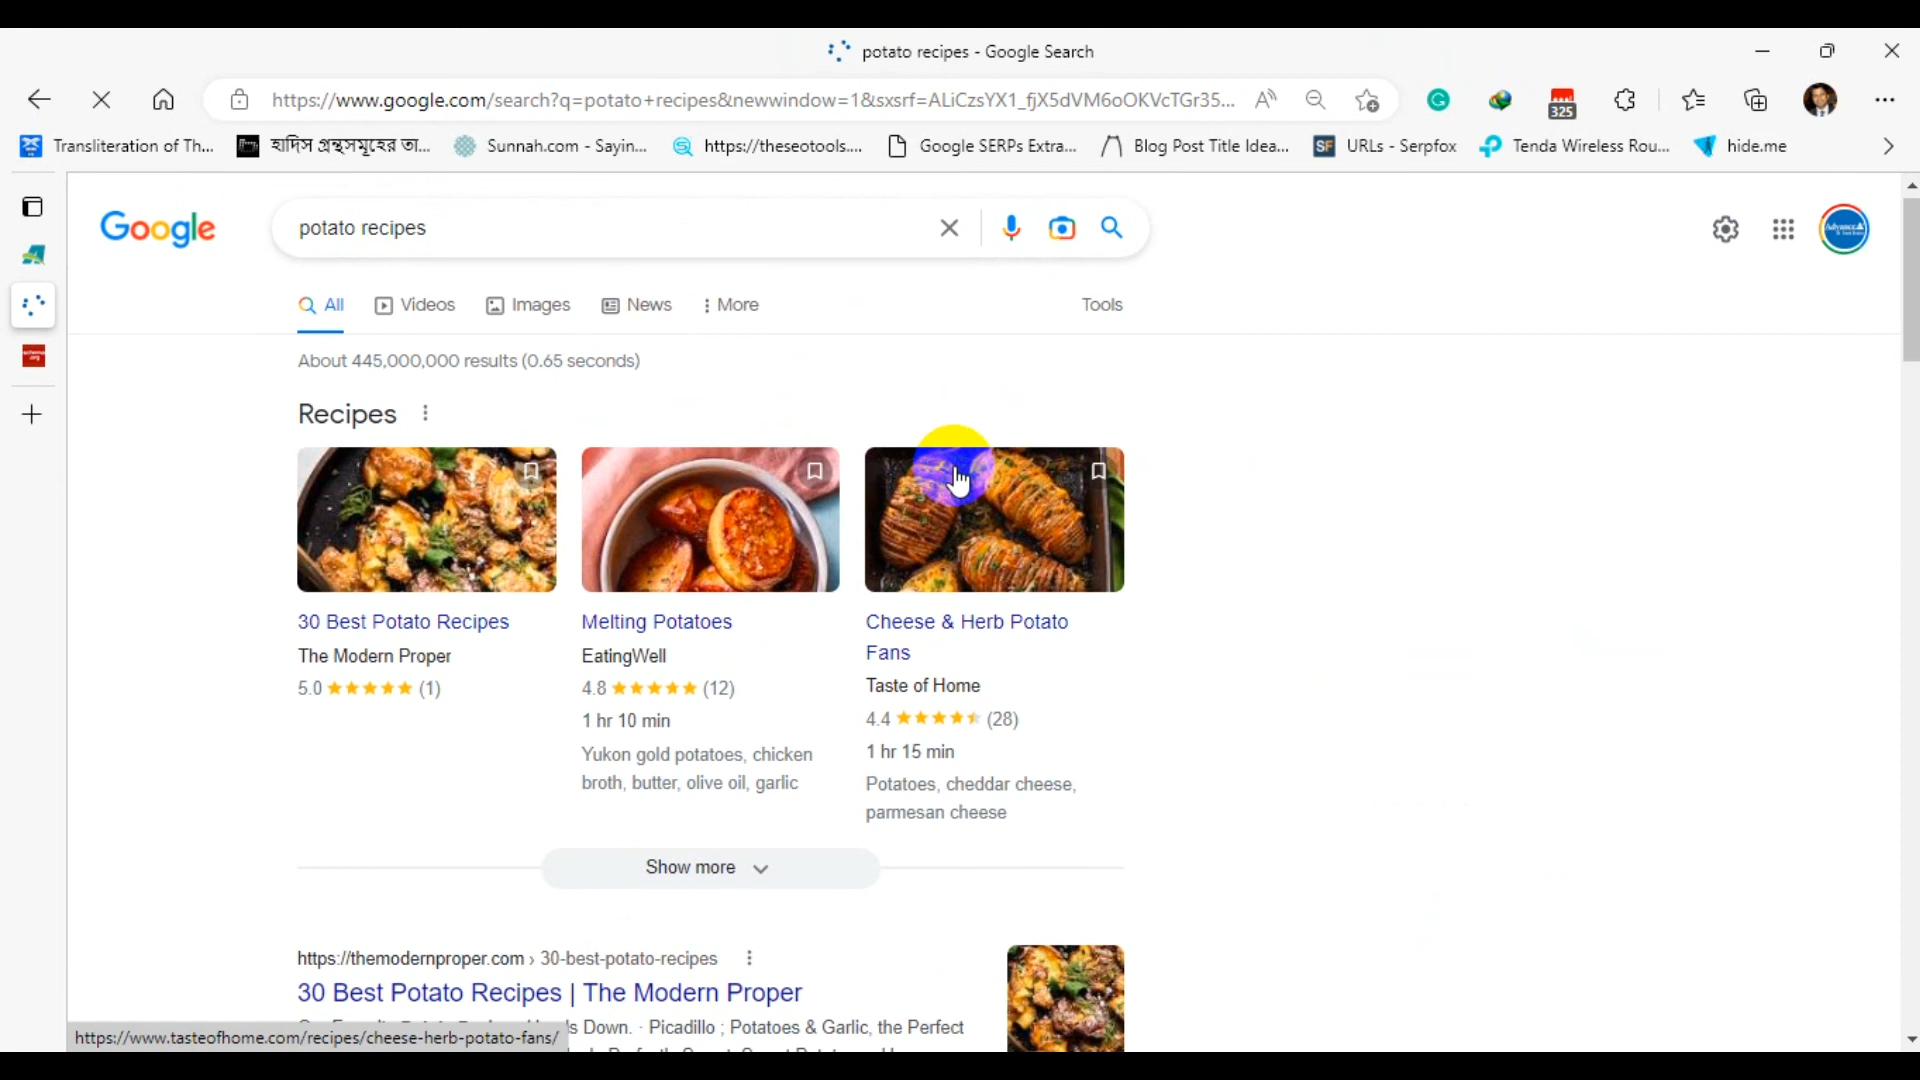 potato recipes - Google Search
https://www.google.com/search?q=potato+recipes&newwindow=1&sxsrf=ALiCzsYX1_fjX5dVM6oOKVcTGr35...
325
Transliteration of Th...
হাদিস গ্রন্থসমূহের তা...
Sunnah.com - Sayin...
https://theseotools....
Google SERPs Extra...
Blog Post Title Idea...
SF URLs - Serpfox
Tenda Wireless Rou...
hide.me
Google
potato recipes
All
Videos
Images
News
More
Tools
About 445,000,000 results (0.65 seconds)
Recipes
30 Best Potato Recipes
The Modern Proper
5.0 (1)
Melting Potatoes
EatingWell
4.8 (12)
1 hr 10 min
Yukon gold potatoes, chicken
broth, butter, olive oil, garlic
Cheese & Herb Potato
Fans
Taste of Home
4.4 (28)
1 hr 15 min
Potatoes, cheddar cheese,
parmesan cheese
Show more
https://themodernproper.com › 30-best-potato-recipes
30 Best Potato Recipes | The Modern Proper
Down. · Picadillo ; Potatoes & Garlic, the Perfect
https://www.tasteofhome.com/recipes/cheese-herb-potato-fans/